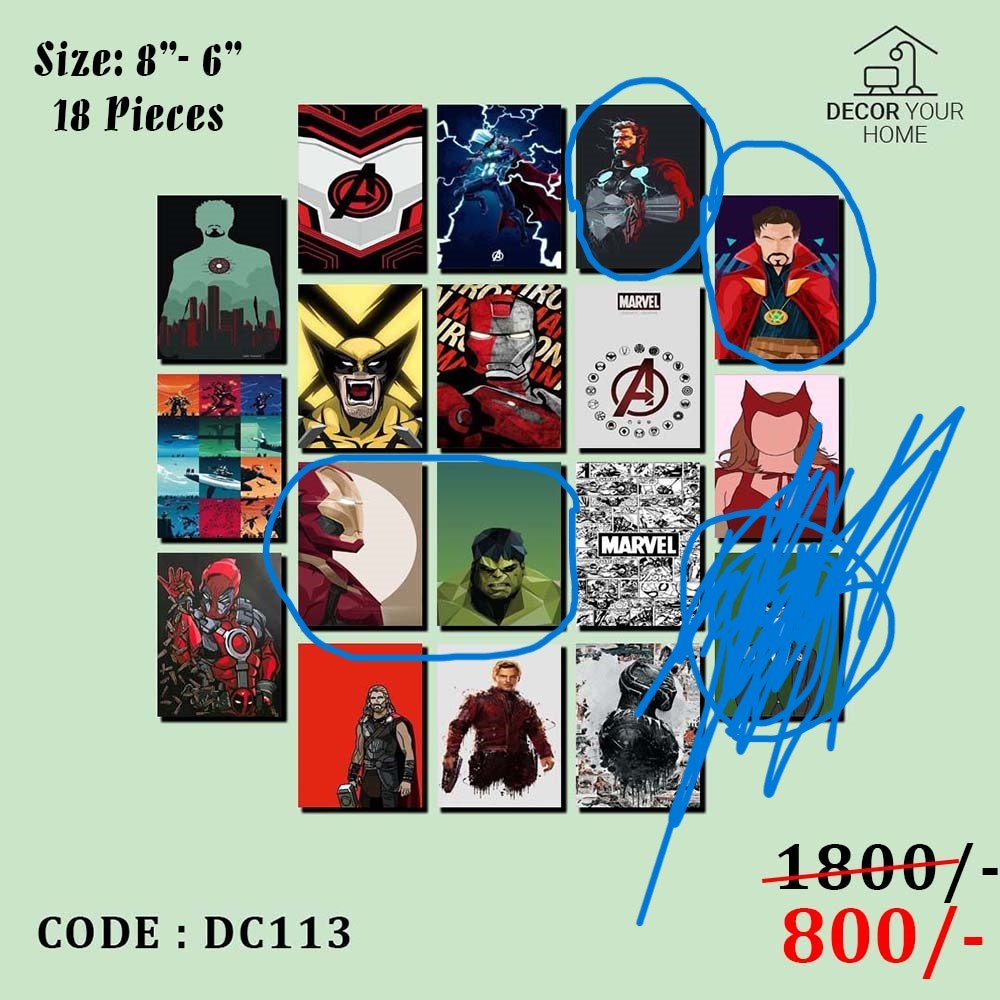 Size: 8”- 6”
18 Pieces
DECOR YOUR
HOME
MARVEL
MARVEL
1800/-
800/-
CODE : DC113